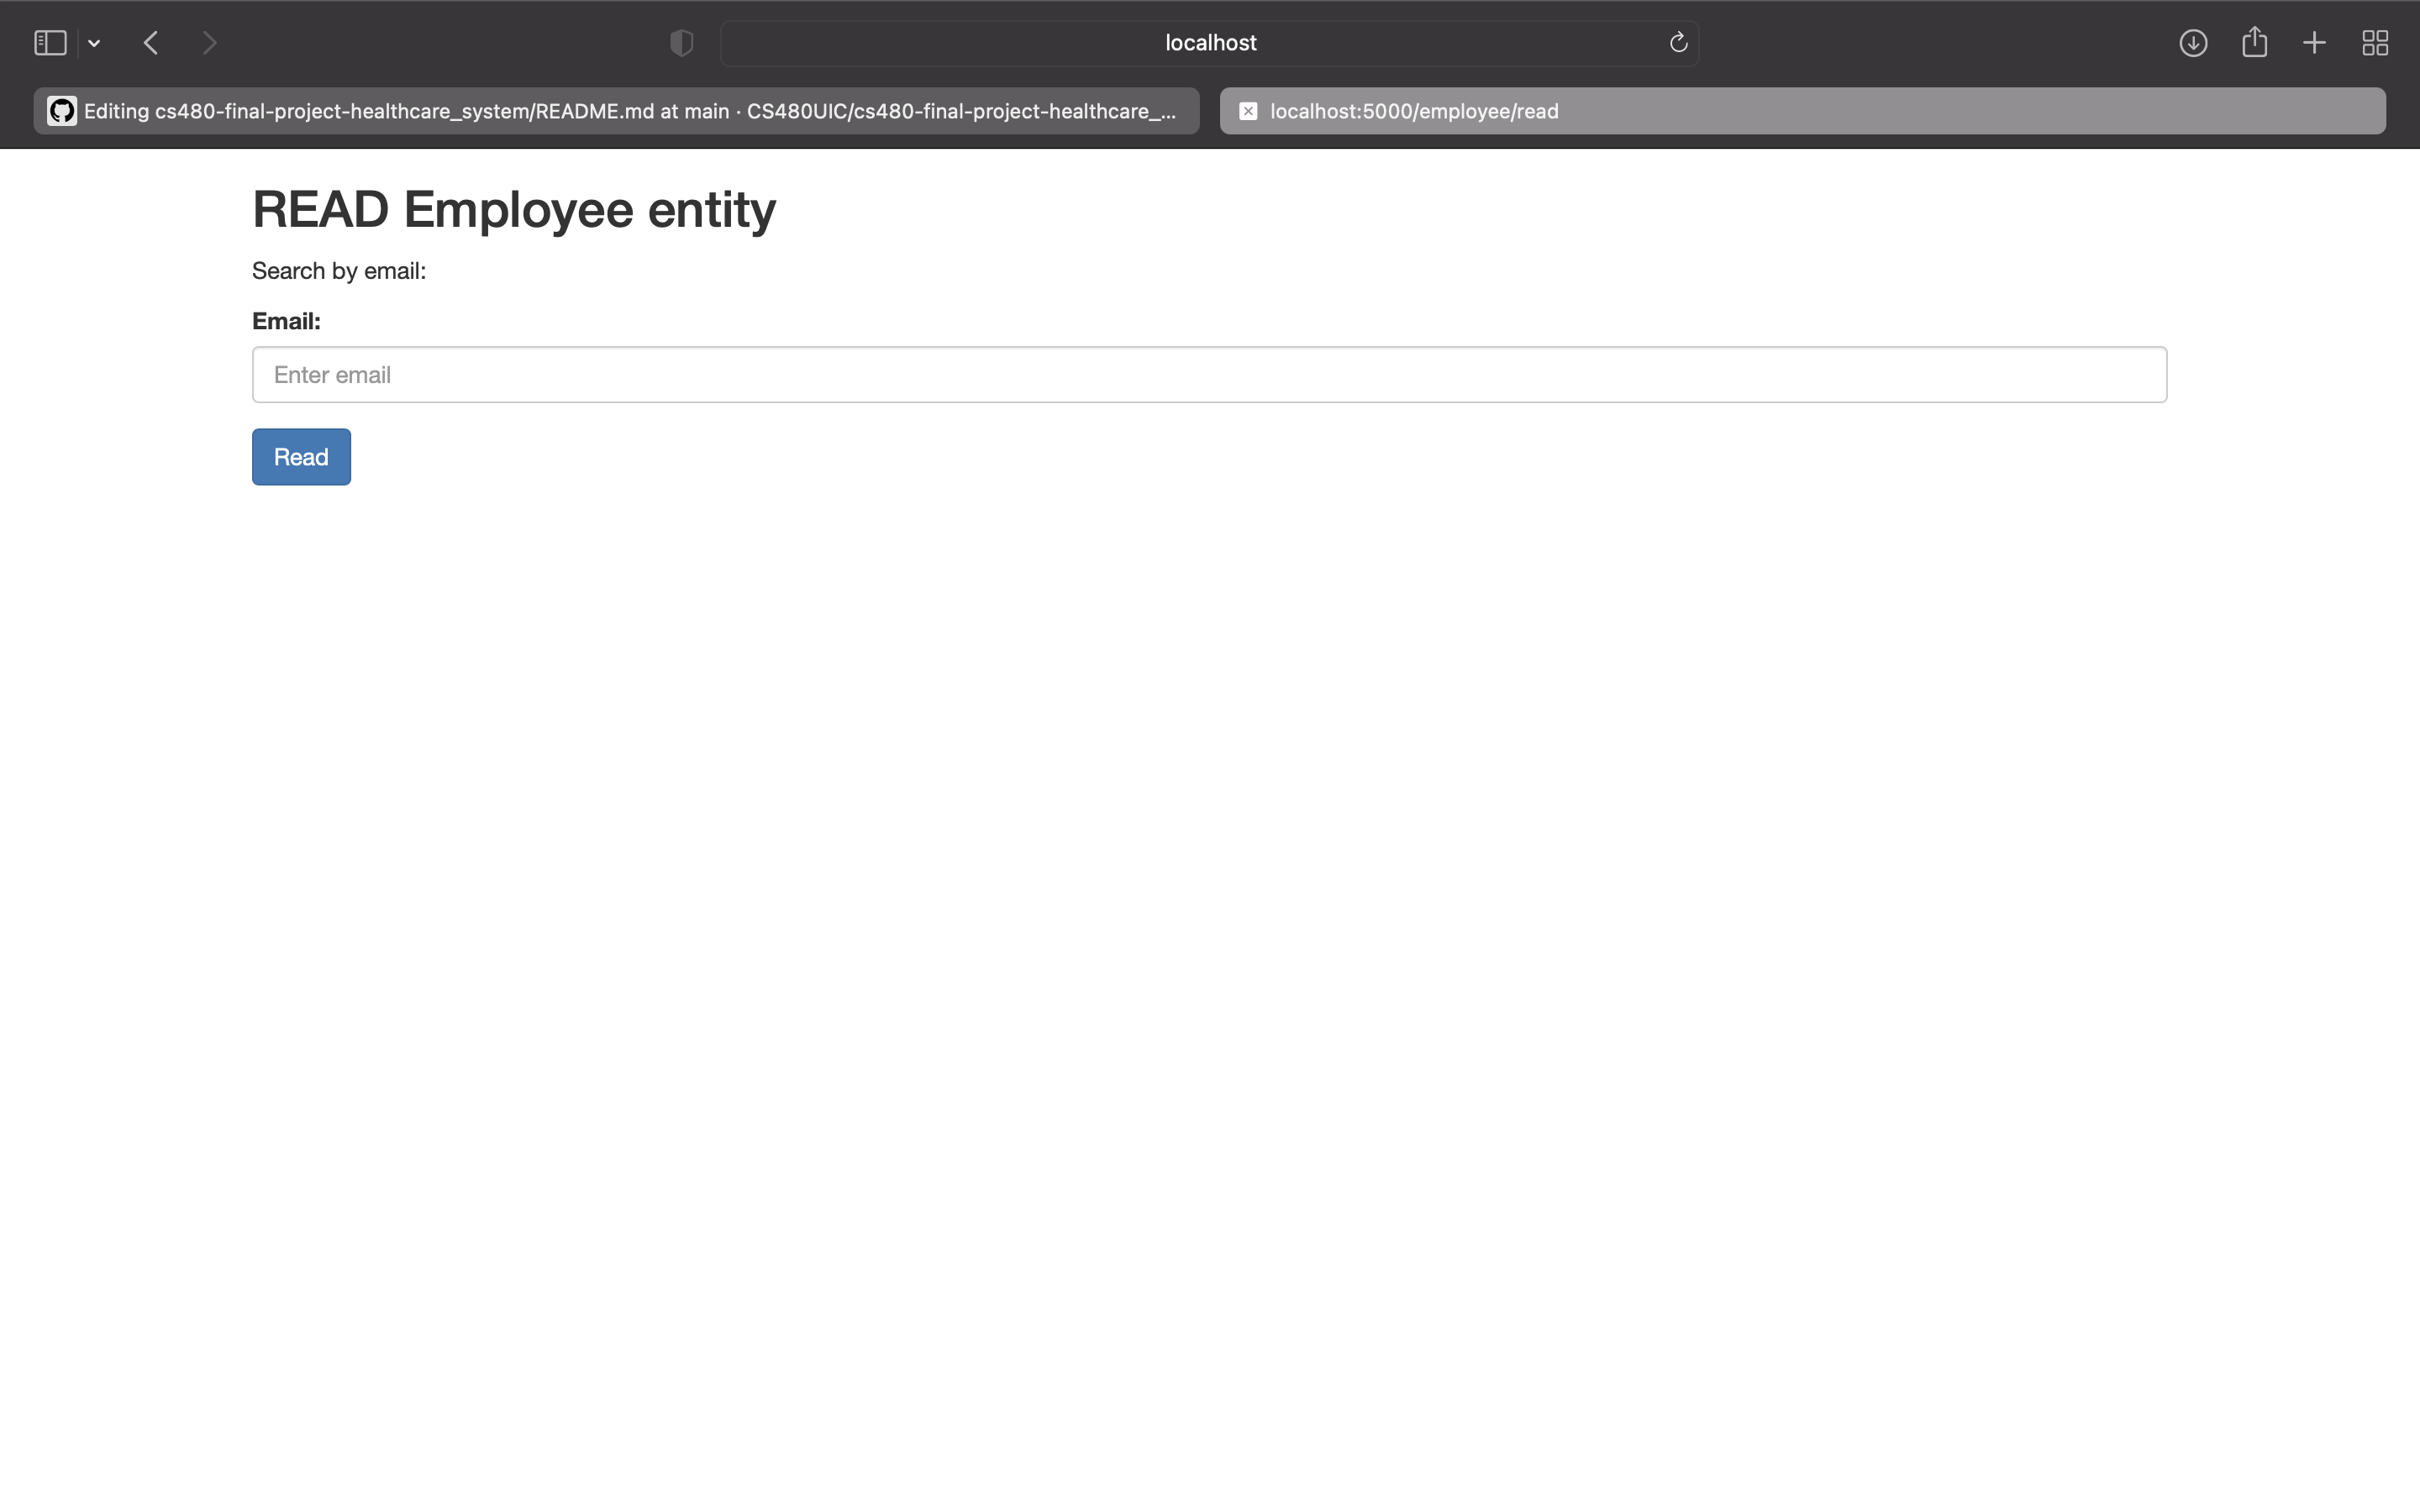 localhost
Editing cs480-final-project-healthcare_system/README.md at main · CS480UIC/cs480-final-project-healthcare_...
localhost:5000/employee/read
READ Employee entity
Search by email:
Email:
Enter email
Read